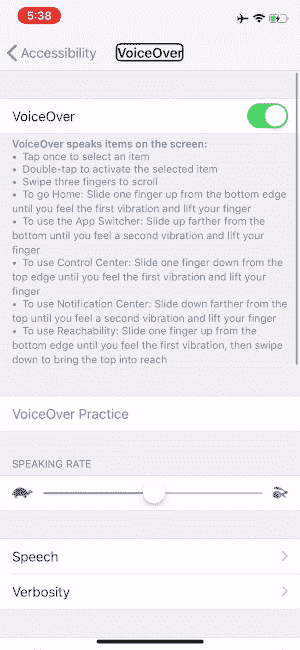 5:38
Accessibility VoiceOver
VoiceOver
VoiceOver speaks items on the screen:
• Tap once to select an item
• Double-tap to activate the selected item
• Swipe three fingers to scroll
• To go Home: Slide one finger up from the bottom edge
until you feel the first vibration and lift your finger
• To use the App Switcher: Slide up farther from the
bottom until you feel a second vibration and lift your
finger
• To use Control Center: Slide one finger down from the
top edge until you feel the first vibration and lift your
finger
• To use Notification Center: Slide down farther from the
top until you feel a second vibration and lift your finger
• To use Reachability: Slide one finger up from the
bottom edge until you feel the first vibration, then swipe
down to bring the top into reach
VoiceOver Practice
SPEAKING RATE
Speech
Verbosity